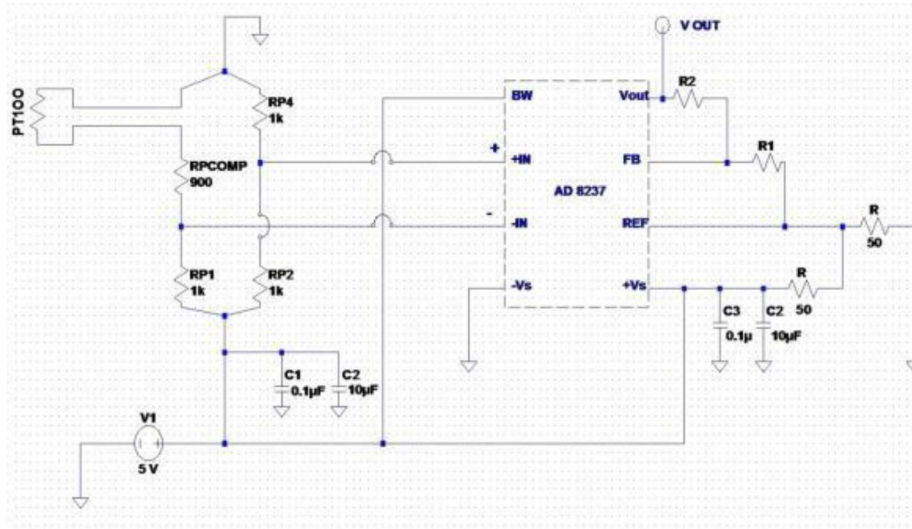 V OUT
R2
BW
Vout
PT100
RP4
1k
R1
+
+IN
FB
RPCOMP
900
AD 8237
-
-IN
REF
R
50
RP1
1k
RP2
1k
-Vs
+Vs
R
50
C3
0.1µ
C2
10µF
C1
0.1µF
C2
10µF
V1
5 V